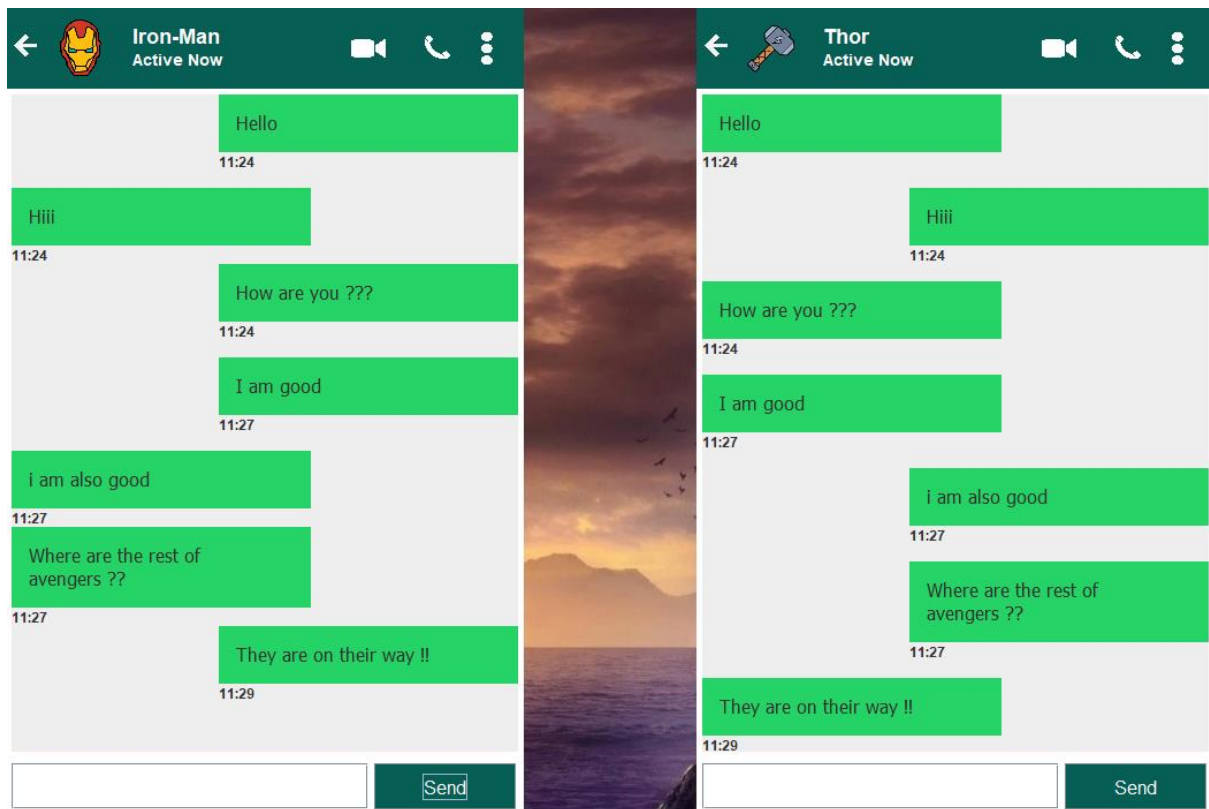 Iron-Man
Active Now
Hello
11:24
Hiii
11:24
How are you ???
11:24
I am good
11:27
i am also good
11:27
Where are the rest of
avengers ??
11:27
They are on their way !!
11:29
Send
Thor
Active Now
Hello
11:24
Hiii
11:24
How are you ???
11:24
I am good
11:27
i am also good
11:27
Where are the rest of
avengers ??
11:27
They are on their way !!
11:29
Send